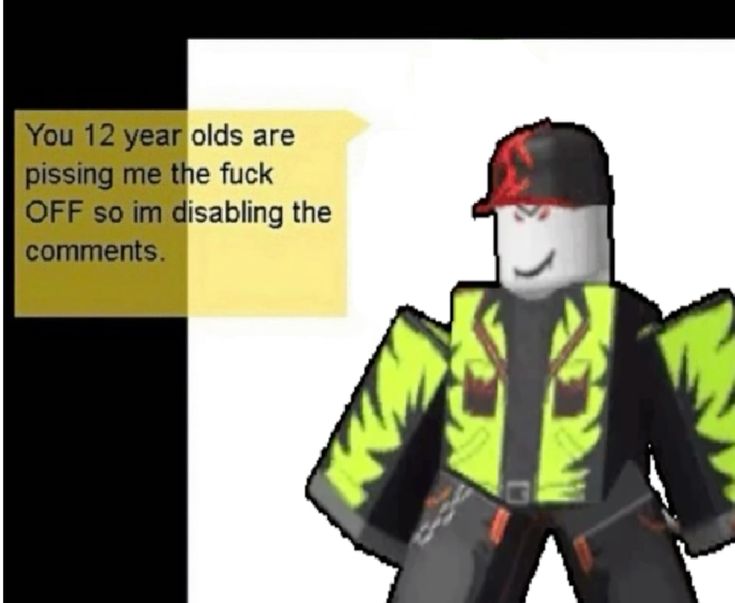 You 12 year olds are
pissing me the fuck
OFF so im disabling the
comments.